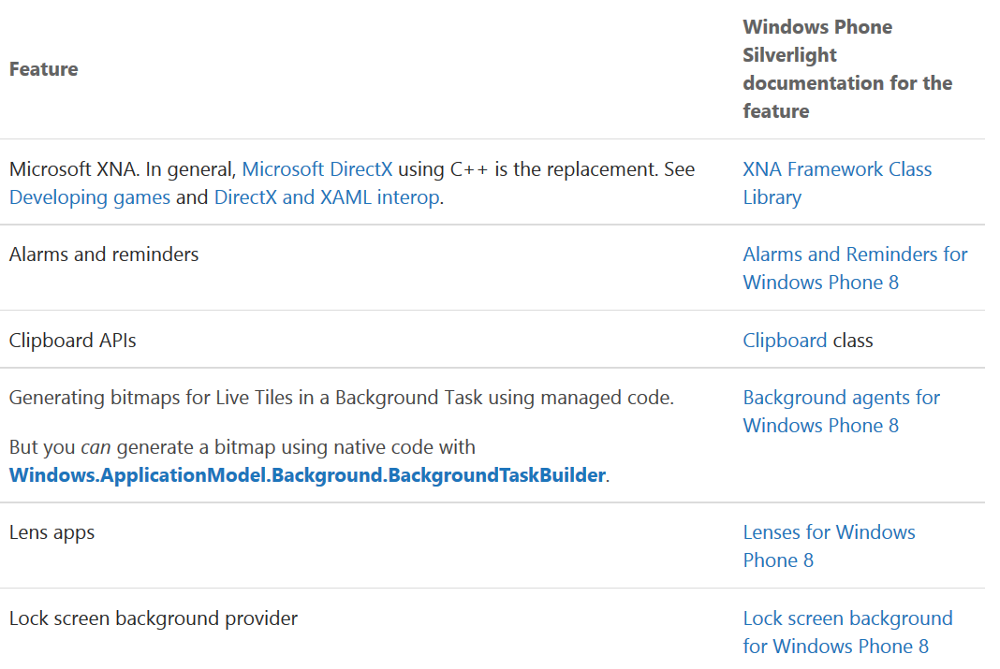 Feature
Windows Phone
Silverlight
documentation for the
feature
Microsoft XNA. In general, Microsoft DirectX using C++ is the replacement. See
Developing games and DirectX and XAML interop.
XNA Framework Class
Library
Alarms and reminders
Alarms and Reminders for
Windows Phone 8
Clipboard APIs
Clipboard class
Generating bitmaps for Live Tiles in a Background Task using managed code.
But you can generate a bitmap using native code with
Windows.ApplicationModel.Background.BackgroundTaskBuilder.
Background agents for
Windows Phone 8
Lens apps
Lenses for Windows
Phone 8
Lock screen background provider
Lock screen background
for Windows Phone 8